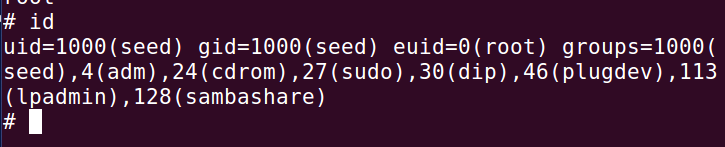 # id
uid=1000(seed) gid=1000(seed) euid=0(root) groups=1000(
seed),4(adm),24(cdrom),27(sudo),30(dip),46(plugdev),113
(lpadmin),128(sambashare)
#